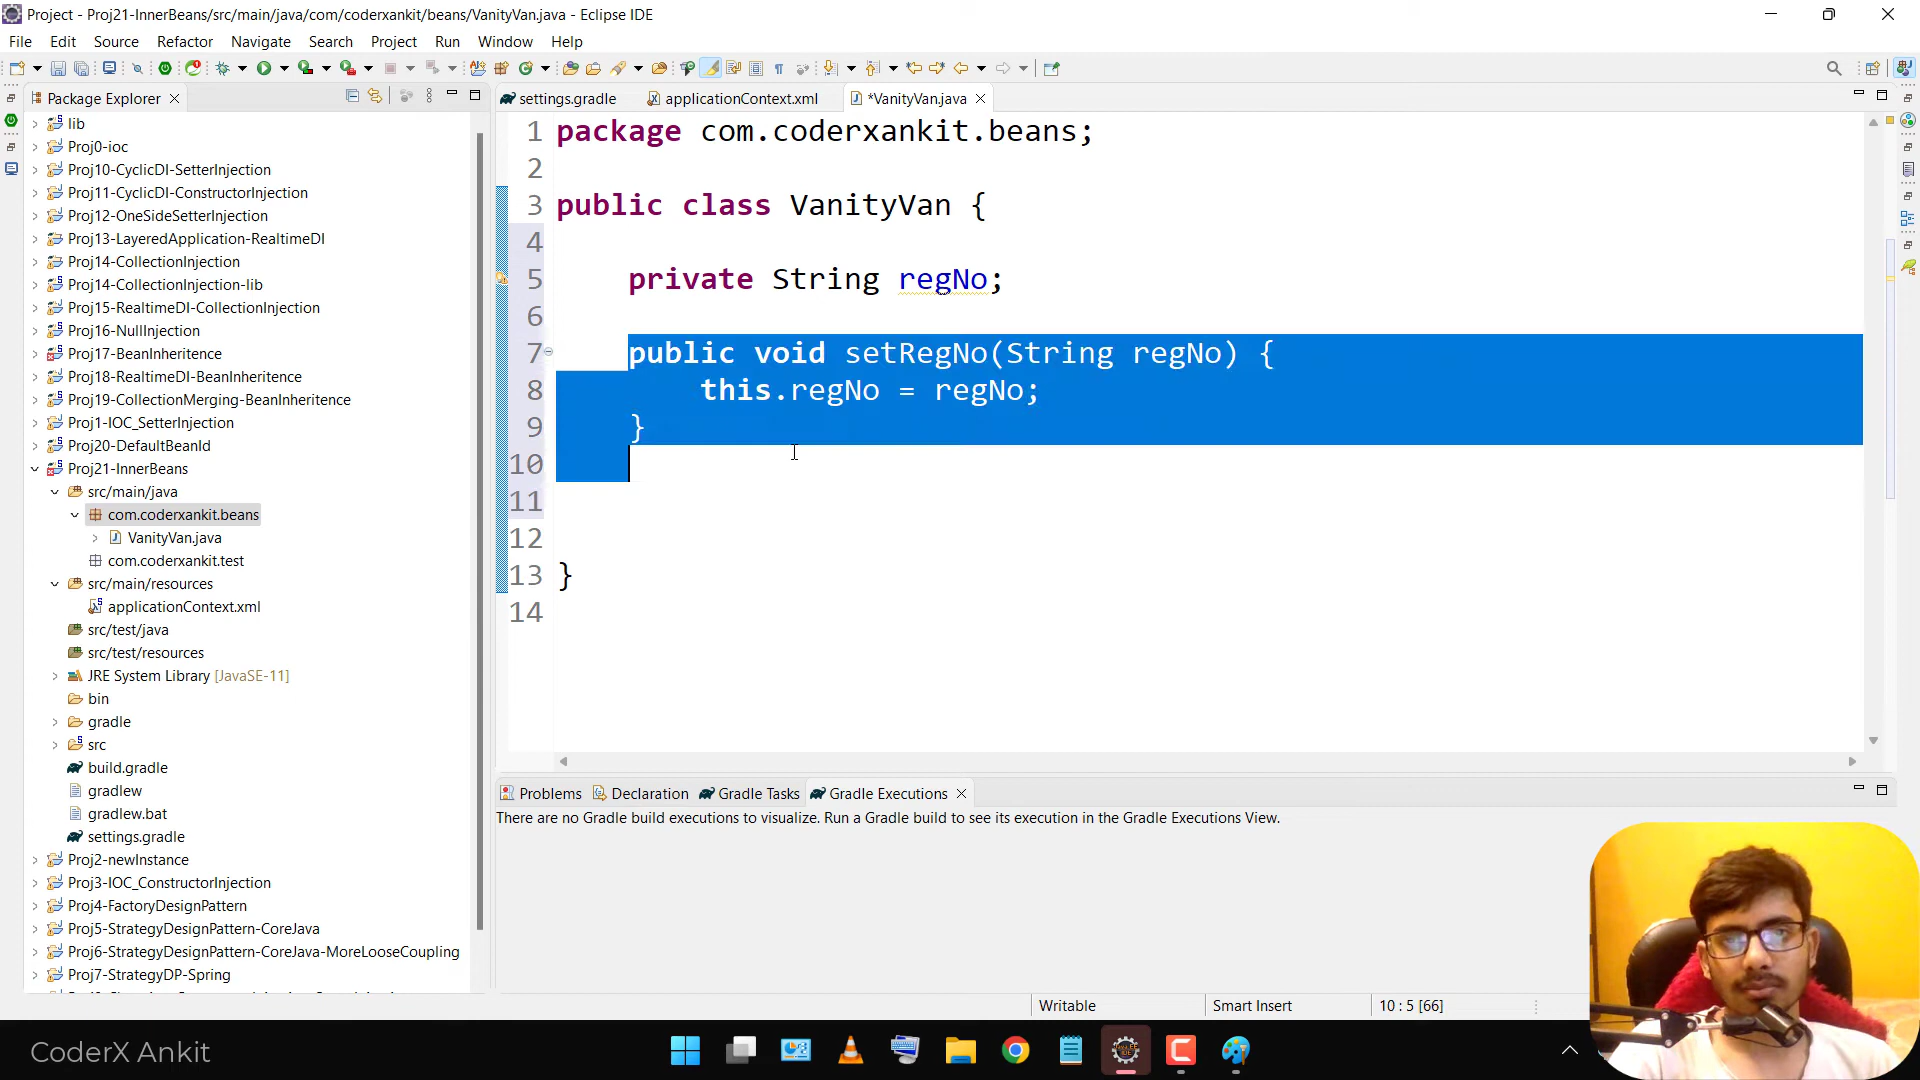 Project - Proj21-InnerBeans/src/main/java/com/coderxankit/beans/VanityVan.java - Eclipse IDE
File Edit Source Refactor Navigate Search Project Run Window Help
Package Explorer
settings.gradle applicationContext.xml *VanityVan.java
lib
Proj0-ioc
Proj10-CyclicDI-SetterInjection
Proj11-CyclicDI-ConstructorInjection
Proj12-OneSideSetterInjection
Proj13-LayeredApplication-RealtimeDI
Proj14-CollectionInjection
Proj14-CollectionInjection-lib
Proj15-RealtimeDI-CollectionInjection
Proj16-NullInjection
Proj17-BeanInheritence
Proj18-RealtimeDI-BeanInheritence
Proj19-CollectionMerging-BeanInheritence
Proj1-IOC_SetterInjection
Proj20-DefaultBeanId
Proj21-InnerBeans
src/main/java
com.coderxankit.beans
VanityVan.java
com.coderxankit.test
src/main/resources
applicationContext.xml
src/test/java
src/test/resources
JRE System Library [JavaSE-11]
bin
gradle
src
build.gradle
gradlew
gradlew.bat
settings.gradle
Proj2-newInstance
Proj3-IOC_ConstructorInjection
Proj4-FactoryDesignPattern
Proj5-StrategyDesignPattern-CoreJava
Proj6-StrategyDesignPattern-CoreJava-MoreLooseCoupling
Proj7-StrategyDP-Spring
1 package com.coderxankit.beans;
2
3 public class VanityVan {
4
5 private String regNo;
6
7 public void setRegNo(String regNo) {
8 this.regNo = regNo;
9 }
10
11
12
13 }
14
Problems Declaration Gradle Tasks Gradle Executions
There are no Gradle build executions to visualize. Run a Gradle build to see its execution in the Gradle Executions View.
Writable Smart Insert 10 : 5 [66]
CoderX Ankit